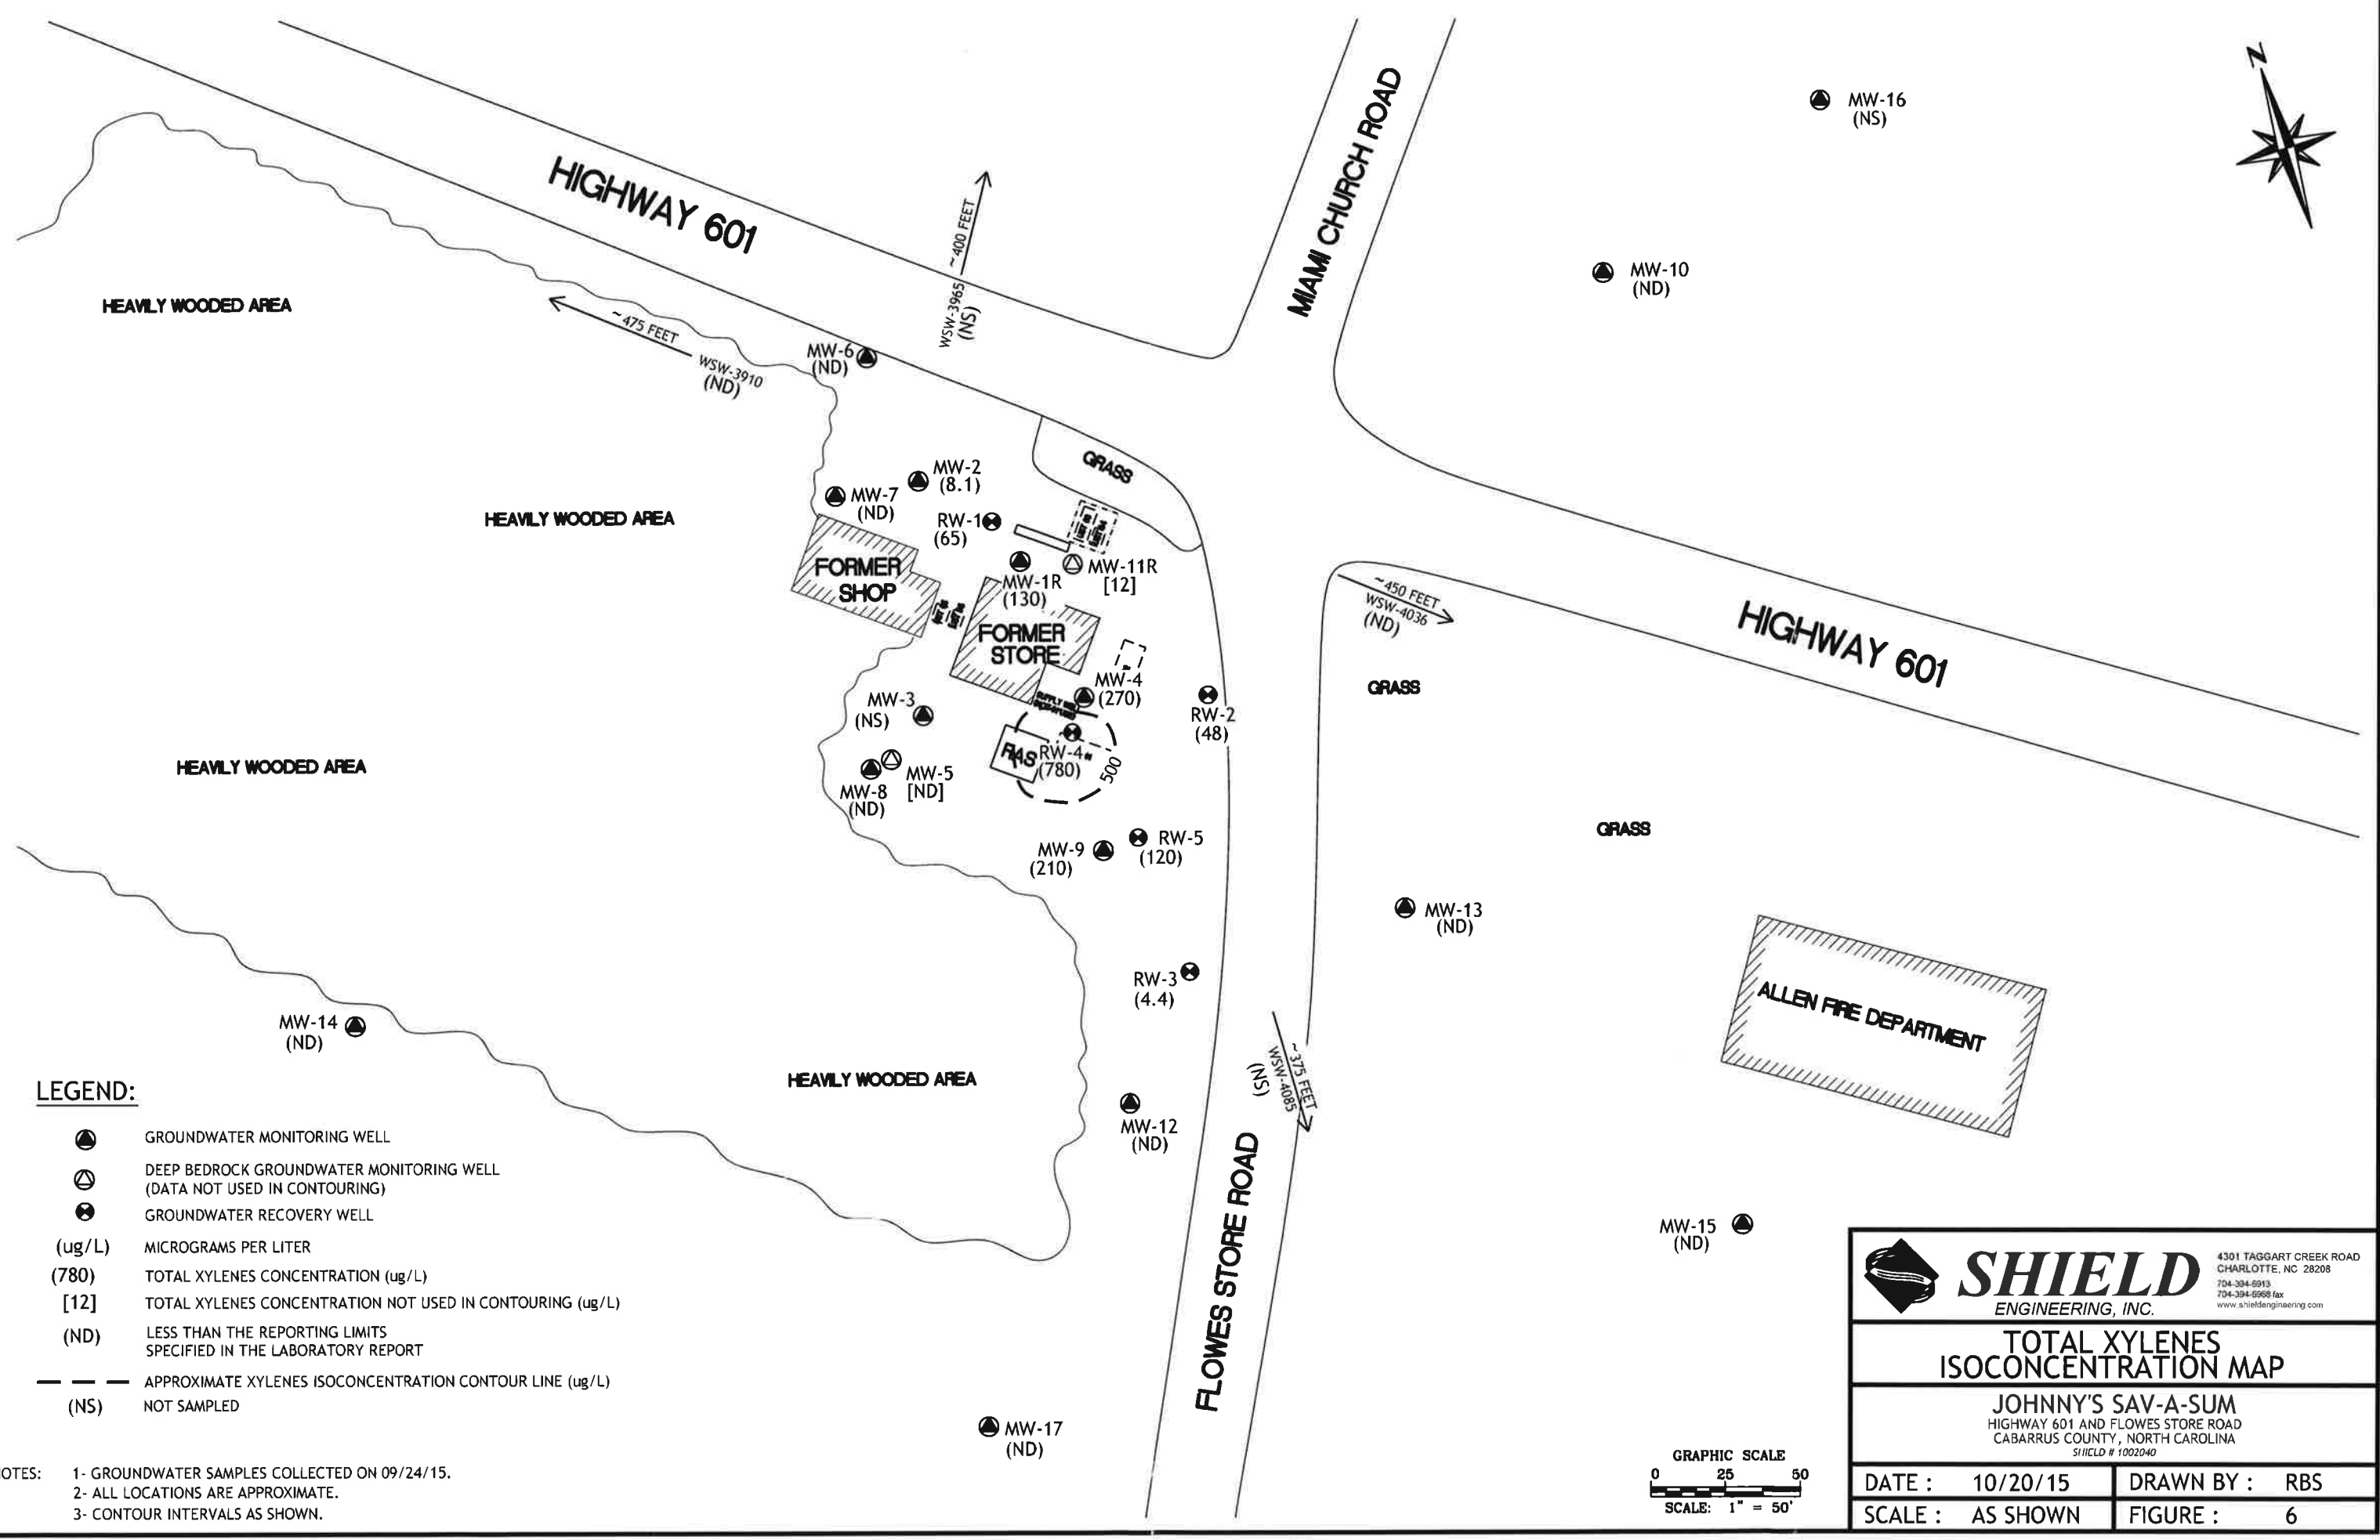 N
MW-16
(NS)
MW-10
(ND)
HIGHWAY 601
MIAMI CHURCH ROAD
~ 400 FEET
WSW-3965
(NS)
HEAVILY WOODED AREA
~ 475 FEET
WSW-3910
(ND)
MW-6
(ND)
GRASS
MW-2
(8.1)
MW-7
(ND)
HEAVILY WOODED AREA
RW-1
(65)
MW-11R
[12]
MW-1R
(130)
FORMER
SHOP
FORMER
STORE
~ 450 FEET
WSW-4036
(ND)
HIGHWAY 601
MW-4
(270)
GRASS
MW-3
(NS)
RW-2
(48)
RW-4
(780)
500
HEAVILY WOODED AREA
MW-5
[ND]
MW-8
(ND)
GRASS
MW-9
(210)
RW-5
(120)
MW-13
(ND)
RW-3
(4.4)
ALLEN FIRE DEPARTMENT
MW-14
(ND)
~ 375 FEET
WSW-4085
(NS)
HEAVILY WOODED AREA
MW-12
(ND)
FLOWES STORE ROAD
MW-15
(ND)
MW-17
(ND)
LEGEND:
GROUNDWATER MONITORING WELL
DEEP BEDROCK GROUNDWATER MONITORING WELL
(DATA NOT USED IN CONTOURING)
GROUNDWATER RECOVERY WELL
(ug/L) MICROGRAMS PER LITER
(780) TOTAL XYLENES CONCENTRATION (ug/L)
[12] TOTAL XYLENES CONCENTRATION NOT USED IN CONTOURING (ug/L)
(ND) LESS THAN THE REPORTING LIMITS
SPECIFIED IN THE LABORATORY REPORT
APPROXIMATE XYLENES ISOCONCENTRATION CONTOUR LINE (ug/L)
(NS) NOT SAMPLED
OTES: 1- GROUNDWATER SAMPLES COLLECTED ON 09/24/15.
2- ALL LOCATIONS ARE APPROXIMATE.
3- CONTOUR INTERVALS AS SHOWN.
GRAPHIC SCALE
0 25 50
SCALE: 1" = 50'
SHIELD
ENGINEERING, INC.
4301 TAGGART CREEK ROAD
CHARLOTTE, NC 28208
704-394-6913
704-394-6968 fax
www.shieldengineering.com
TOTAL XYLENES
ISOCONCENTRATION MAP
JOHNNY'S SAV-A-SUM
HIGHWAY 601 AND FLOWES STORE ROAD
CABARRUS COUNTY, NORTH CAROLINA
SHIELD # 1002040
DATE : 10/20/15 DRAWN BY : RBS
SCALE : AS SHOWN FIGURE : 6